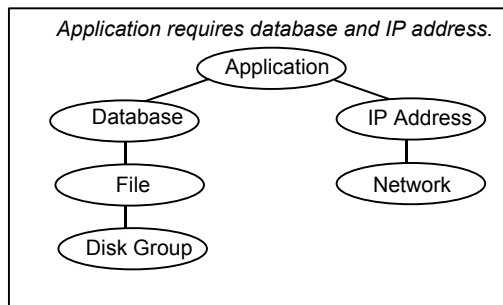 Application requires database and IP address.
Application
Database
IP Address
File
Network
Disk Group